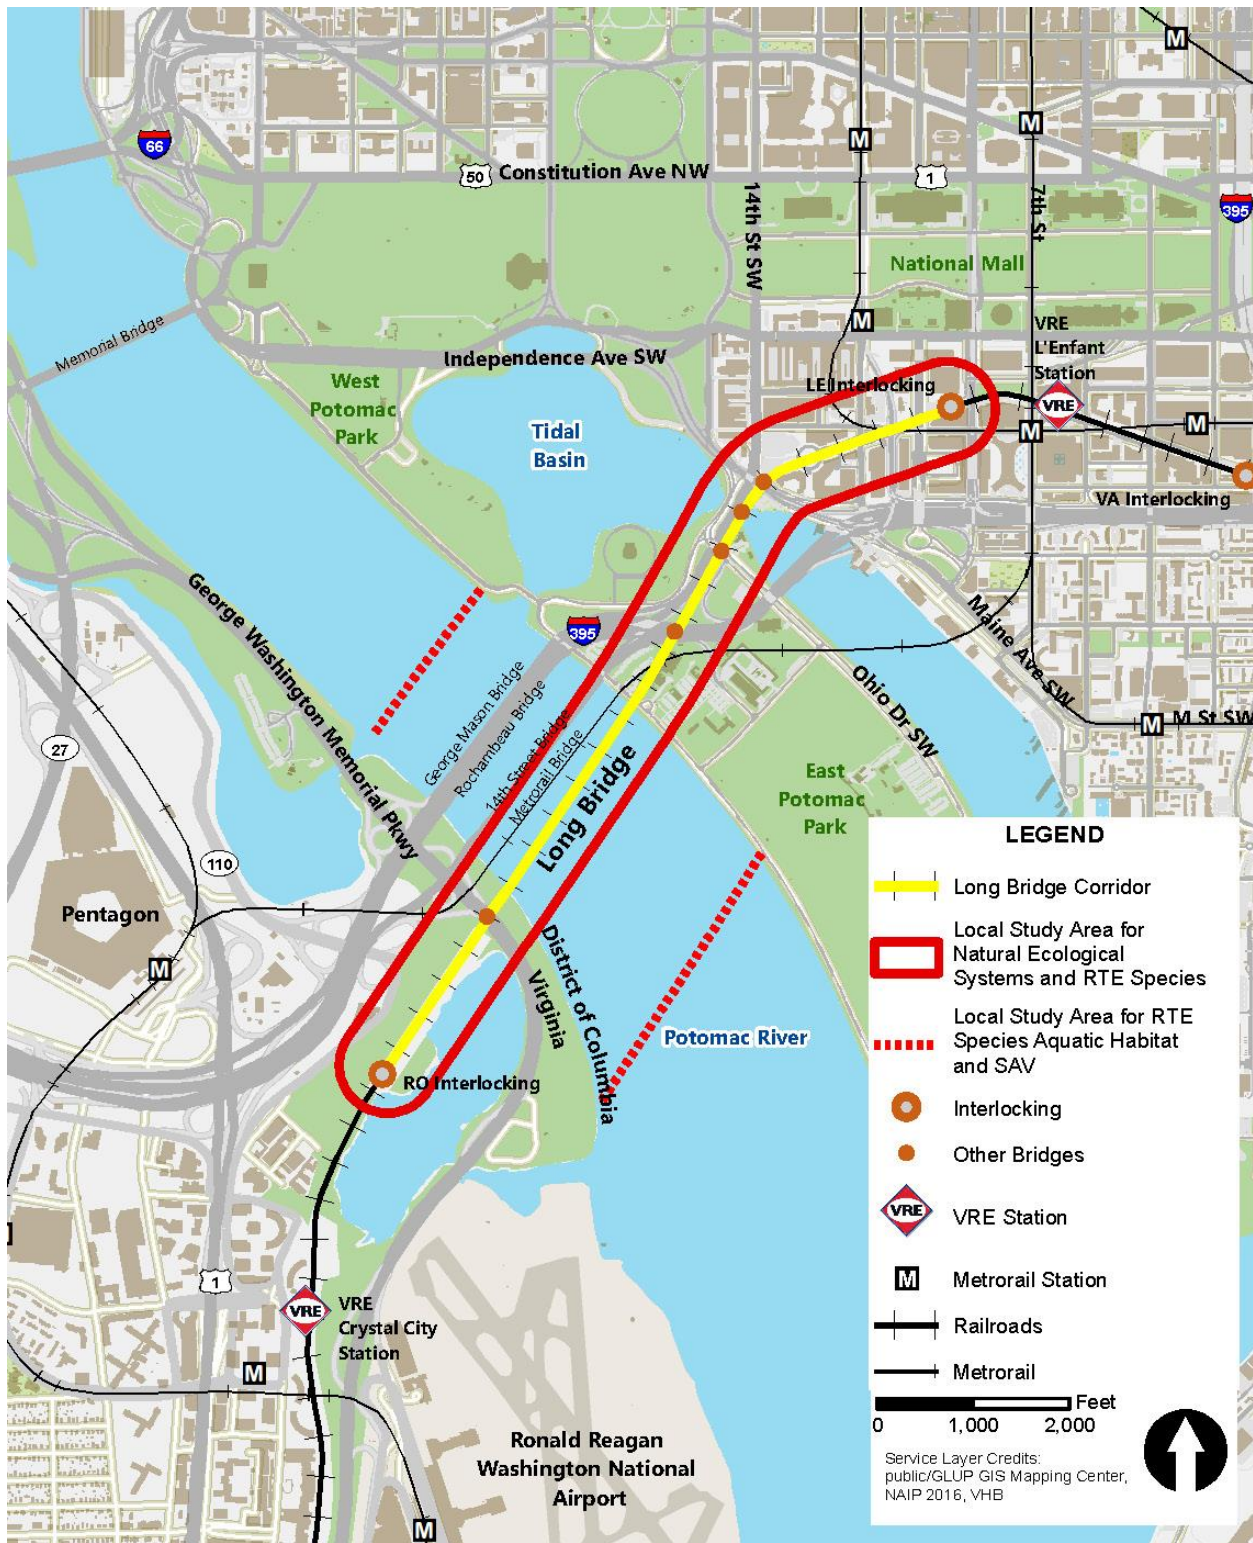 M
66
M
M
50 Constitution Ave NW
1
14th St SW
7th St
395
National Mall
Memorial Bridge
M
VRE
L'Enfant
Station
Independence Ave SW
West
Potomac
Park
LE Interlocking
VRE
M
M
Tidal
Basin
VA Interlocking
George Washington Memorial Pkwy
395
Maine Ave SW
Ohio Dr SW
M M St SW
George Mason Bridge
Rochambeau Bridge
14th Street Bridge
Metrorail Bridge
Long Bridge
27
110
East
Potomac
Park
Pentagon
M
District of Columbia
Virginia
Potomac River
RO Interlocking
1
VRE
VRE
Crystal City
Station
M
Ronald Reagan
Washington National
Airport
M
LEGEND
Long Bridge Corridor
Local Study Area for
Natural Ecological
Systems and RTE Species
Local Study Area for RTE
Species Aquatic Habitat
and SAV
Interlocking
Other Bridges
VRE VRE Station
M Metrorail Station
Railroads
Metrorail
Feet
0 1,000 2,000
Service Layer Credits:
public/GLUP GIS Mapping Center,
NAIP 2016, VHB